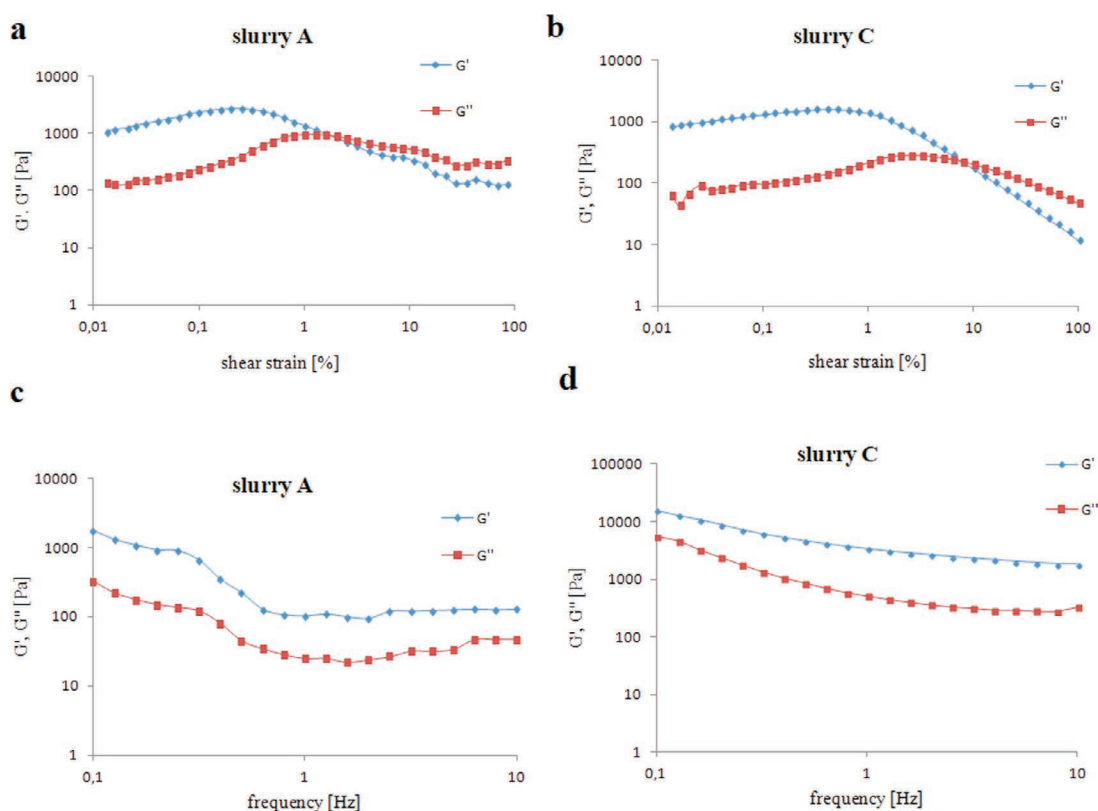 a
slurry A
G'
G''
10000
1000
100
10
1
G'. G'' [Pa]
0,01 0,1 1 10 100
shear strain [%]
b
slurry C
G'
G''
10000
1000
100
10
1
G', G'' [Pa]
0,01 0,1 1 10 100
shear strain [%]
c
slurry A
G'
G''
10000
1000
100
10
1
G', G'' [Pa]
0,1 1 10
frequency [Hz]
d
slurry C
G'
G''
100000
10000
1000
100
10
1
G', G'' [Pa]
0,1 1 10
frequency [Hz]